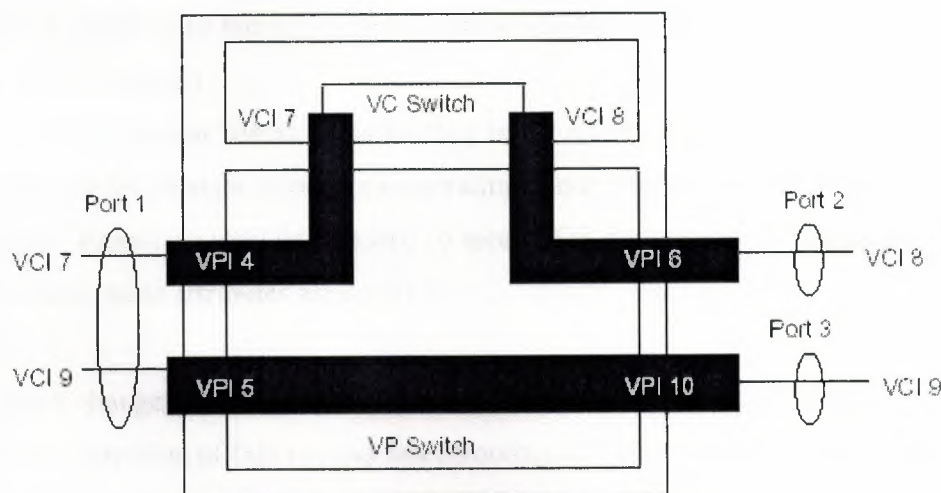 VCI 7
VC Switch
VCI 8
Port 1
Port 2
VCI 7
VPI 4
VPI 6
VCI 8
Port 3
VCI 9
VPI 5
VPI 10
VCI 9
VP Switch